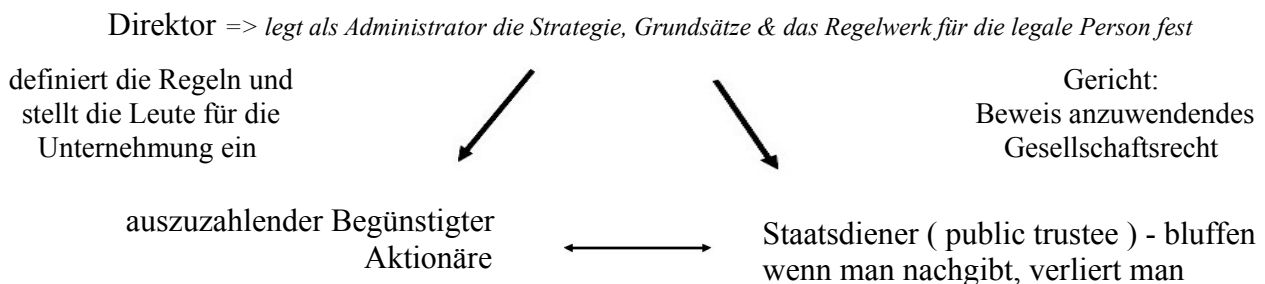 Direktor => legt als Administrator die Strategie, Grundsätze & das Regelwerk für die legale Person fest
definiert die Regeln und
stellt die Leute für die
Unternehmung ein
Gericht:
Beweis anzuwendendes
Gesellschaftsrecht
auszuzahlender Begünstigter
Aktionäre
Staatsdiener ( public trustee ) - bluffen
wenn man nachgibt, verliert man